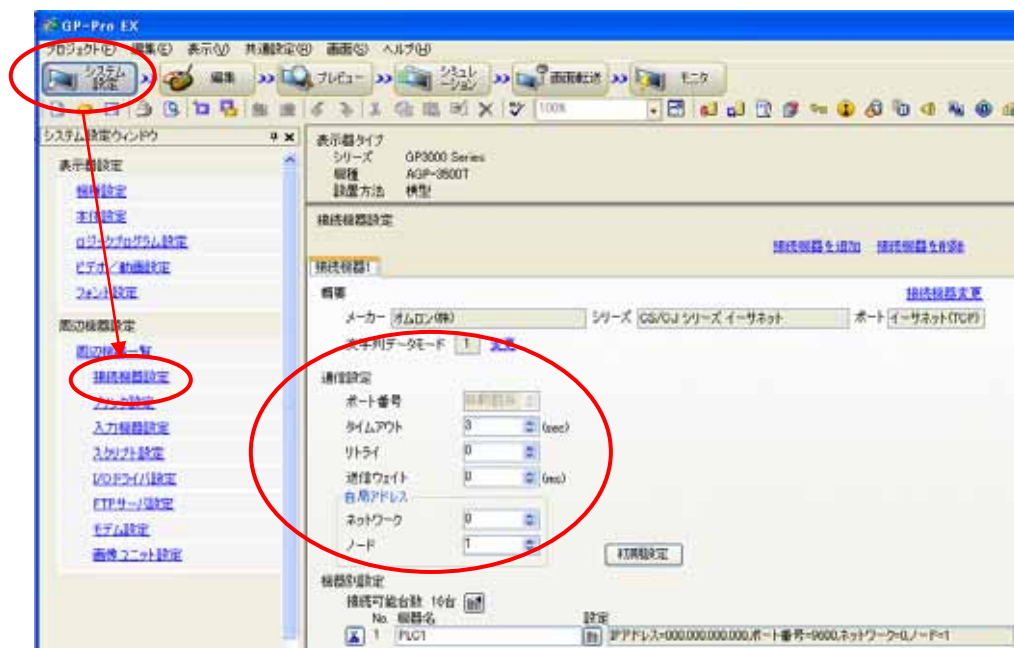 GP-Pro EX
プロジェクト(F) 編集(E) 表示(V) 共通設定(R) 画面(S) ヘルプ(H)
システム設定 » 編集 » プレビュー » シミュレーション » 画面転送 » モニタ
100%
システム設定ウィンドウ
表示器設定
機種設定
本体設定
ロジックプログラム設定
ビデオ/動画設定
フォント設定
周辺機器設定
周辺機器一覧
接続機器設定
入力機器設定
スクリプト設定
I/Oドライバ設定
FTPサーバ設定
モデム設定
画像ユニット設定
表示器タイプ
シリーズ GP3000 Series
機種 AGP-3500T
設置方法 横型
接続機器設定
接続機器を追加 接続機器を削除
接続機器1
概要 接続機器変更
メーカー オムロン(株) シリーズ CS/CJ シリーズ イーサネット ポート イーサネット(TCP)
文字列データモード 1 変更
通信設定
ポート番号
タイムアウト 3 (sec)
リトライ 0
送信ウェイト 0 (ms)
自局アドレス
ネットワーク 0
ノード 1
初期設定
機器別設定
接続可能台数 16台
No. 機器名 設定
1 PLC1 IPアドレス=000.000.000.000,ポート番号=9600,ネットワーク=0,ノード=1